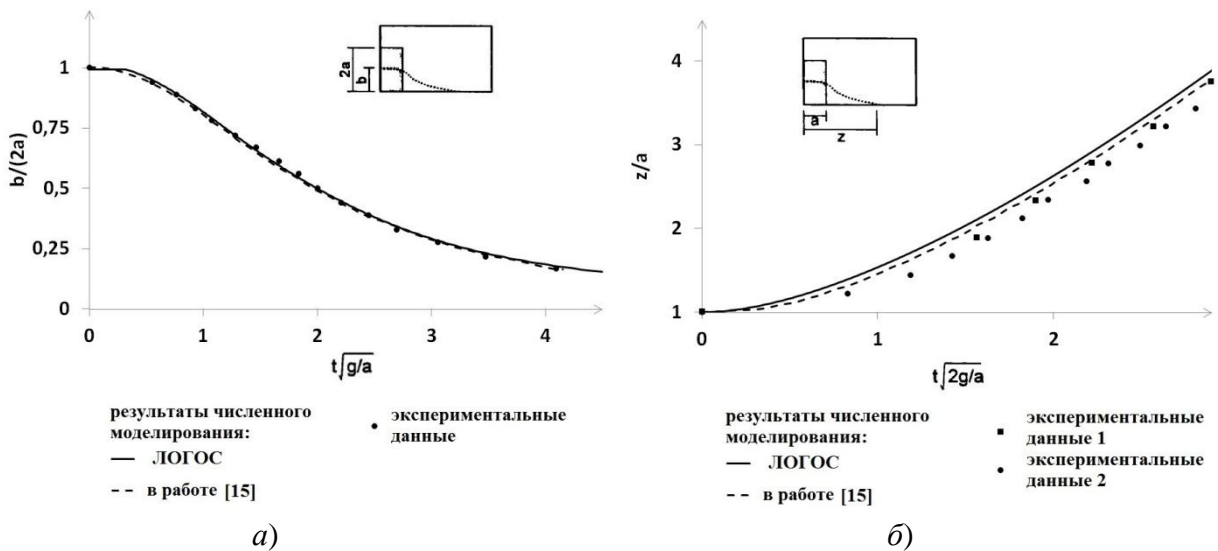 1
0,75
0,5
0,25
0
b/(2a)
2a
b
0
1
2
3
4
t√g/a
результаты численного
моделирования:
ЛОГОС
в работе [15]
экспериментальные
данные
а)
4
3
2
1
z/a
a
z
0
1
2
t√2g/a
результаты численного
моделирования:
ЛОГОС
в работе [15]
экспериментальные
данные 1
экспериментальные
данные 2
б)